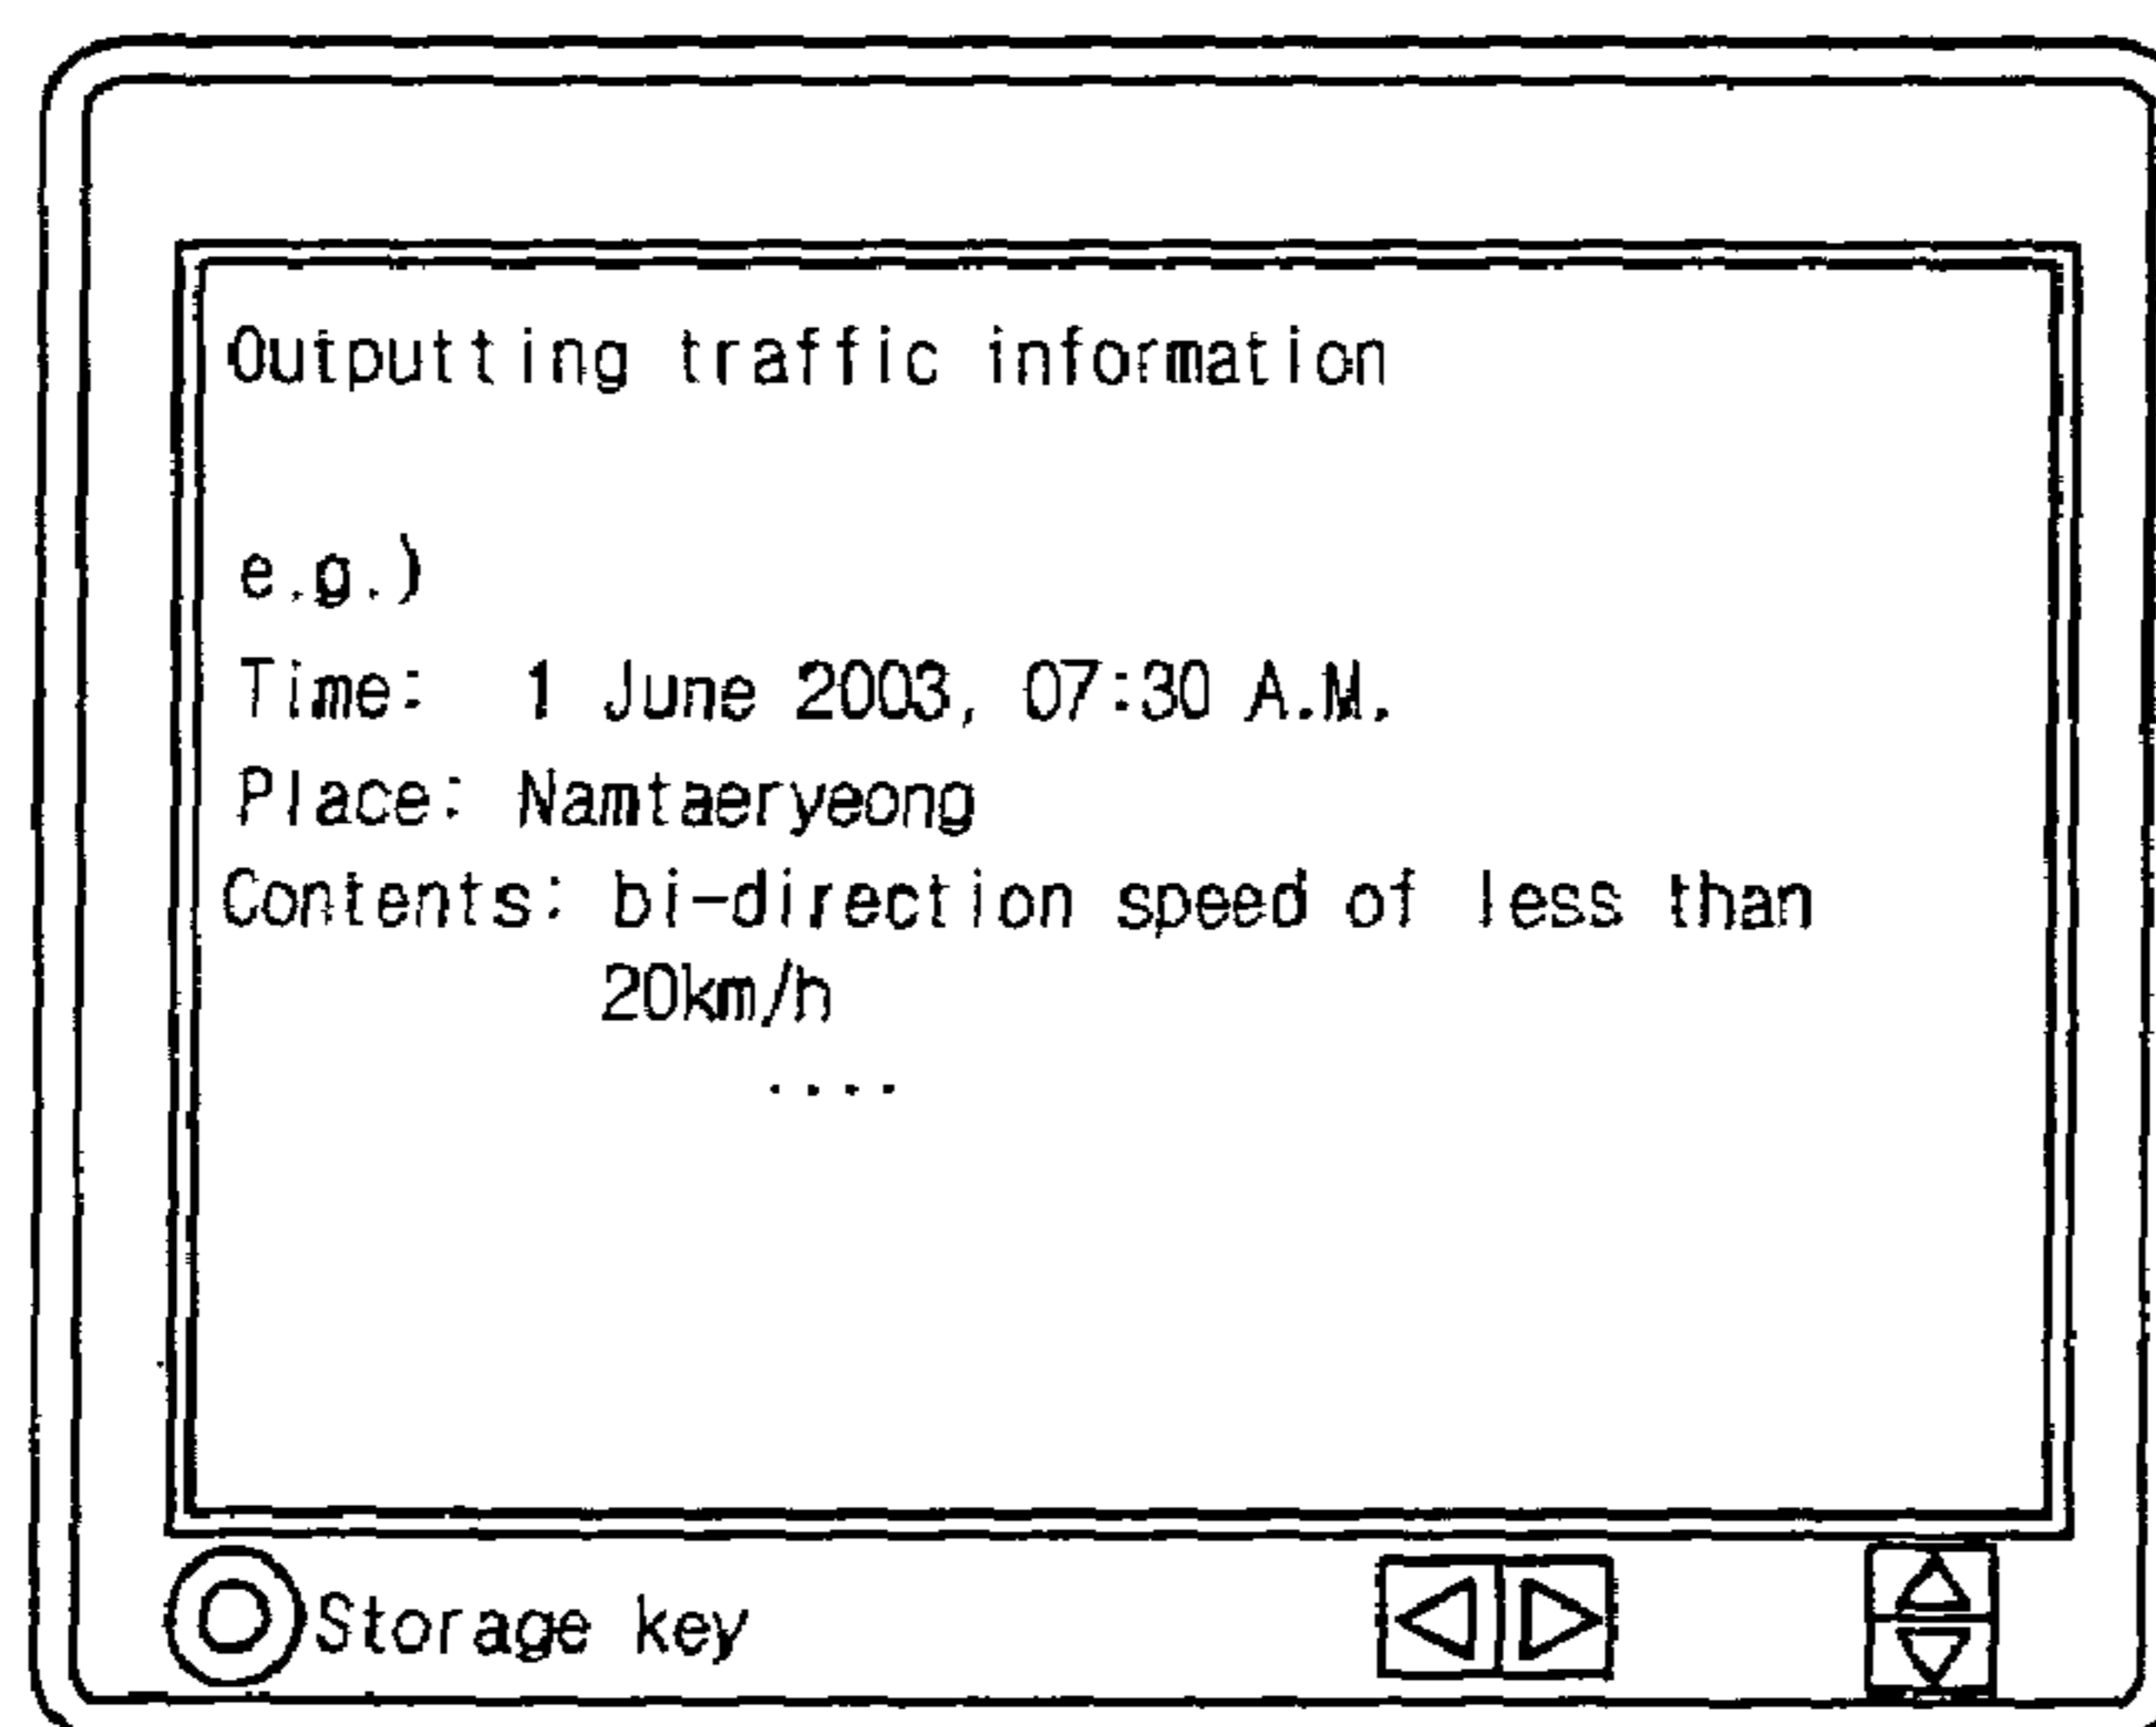 Outputting traffic information
e.g.)
Time: 1 June 2003, 07:30 A.M.
Place: Namtaeryeong
Contents: bi-direction speed of less than
20km/h
....
Storage key